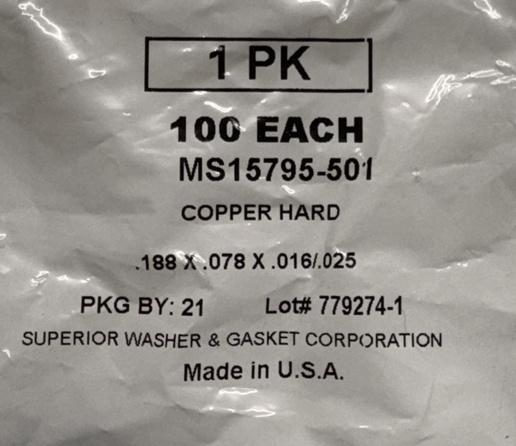 1 PK
100 EACH
MS15795-501
COPPER HARD
.188 X .078 X .016/.025
PKG BY: 21 Lot# 779274-1
SUPERIOR WASHER & GASKET CORPORATION
Made in U.S.A.